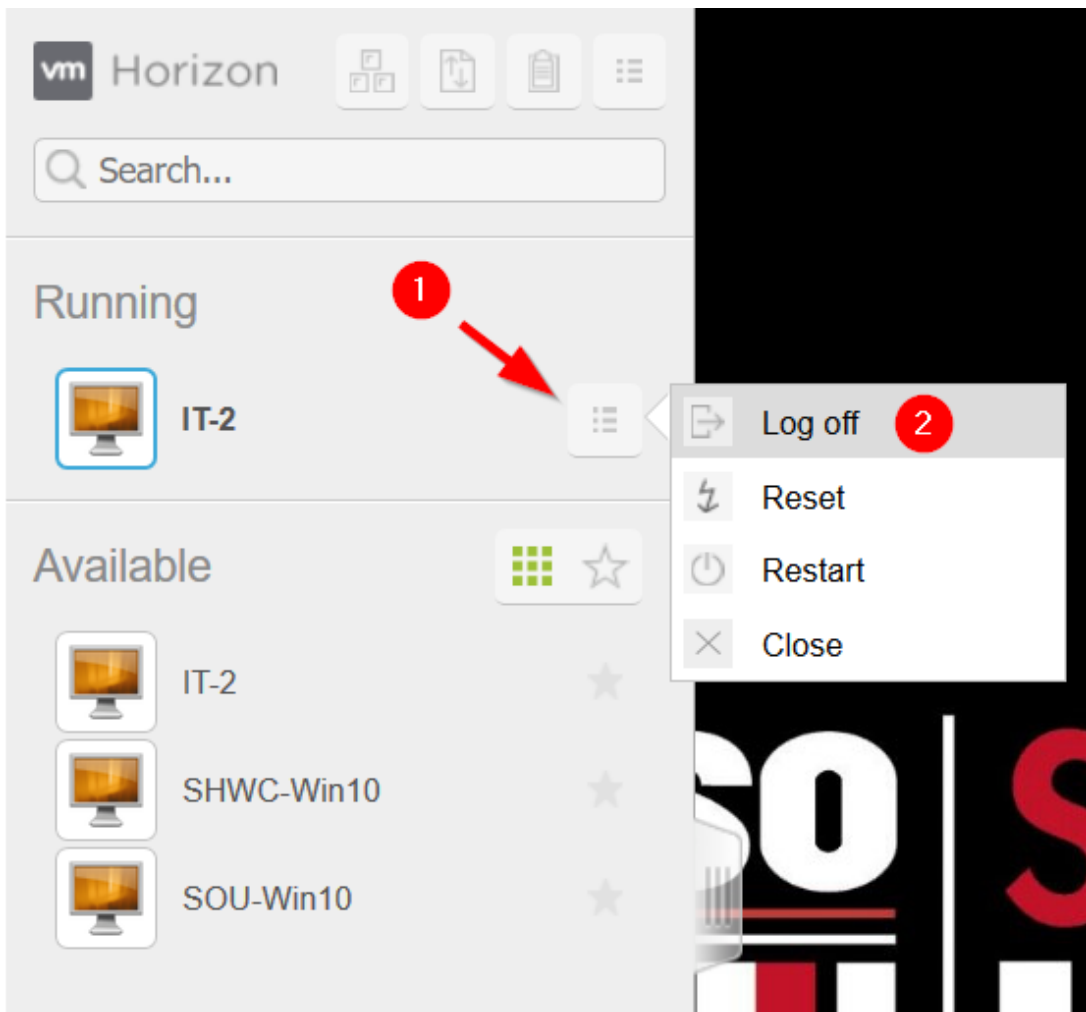 vm Horizon
Search...
Running
1
IT-2
Log off 2
Reset
Restart
Close
Available
IT-2
SHWC-Win10
SOU-Win10
SO
S